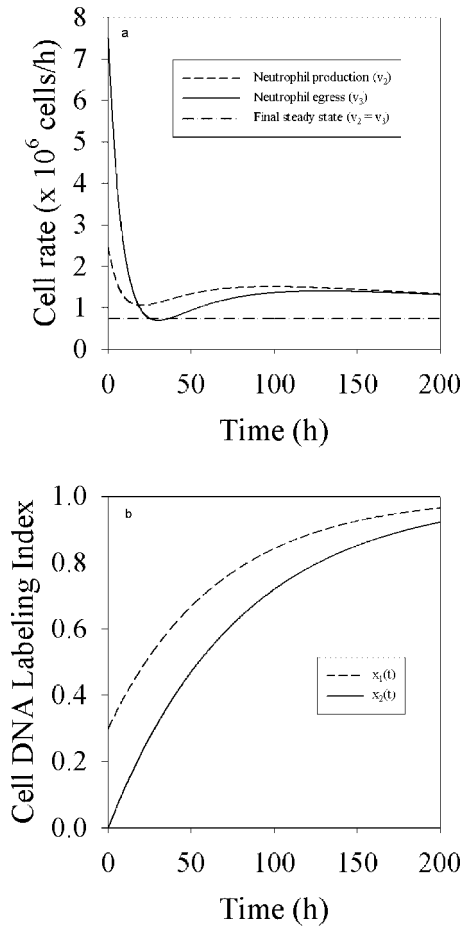 a
8
7
6
5
4
3
2
1
0
Cell rate (x 10⁶ cells/h)
Neutrophil production (v₂)
Neutrophil egress (v₃)
Final steady state (v₂ = v₃)
0 50 100 150 200
Time (h)
b
1.0
0.8
0.6
0.4
0.2
0.0
Cell DNA Labeling Index
x₁(t)
x₂(t)
0 50 100 150 200
Time (h)